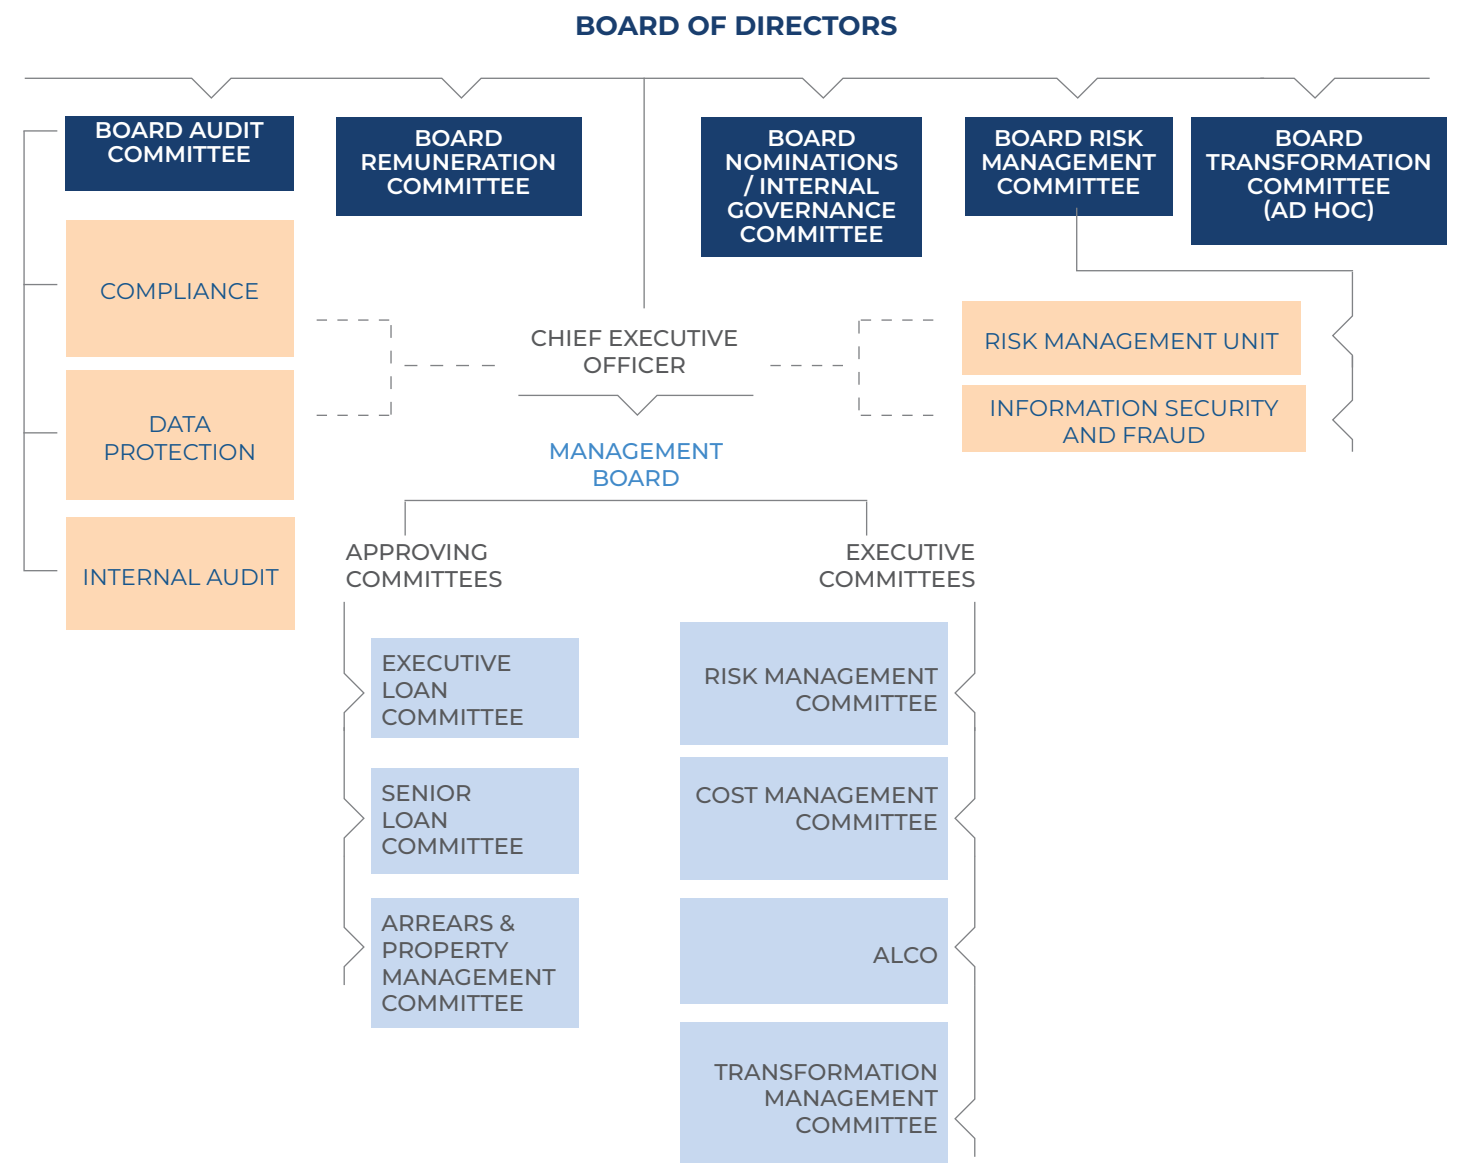 BOARD OF DIRECTORS
BOARD AUDIT
COMMITTEE
BOARD
REMUNERATION
COMMITTEE
BOARD
NOMINATIONS
/ INTERNAL
GOVERNANCE
COMMITTEE
BOARD RISK
MANAGEMENT
COMMITTEE
BOARD
TRANSFORMATION
COMMITTEE
(AD HOC)
COMPLIANCE
DATA
PROTECTION
INTERNAL AUDIT
CHIEF EXECUTIVE
OFFICER
RISK MANAGEMENT UNIT
INFORMATION SECURITY
AND FRAUD
MANAGEMENT
BOARD
APPROVING
COMMITTEES
EXECUTIVE
LOAN
COMMITTEE
SENIOR
LOAN
COMMITTEE
ARREARS &
PROPERTY
MANAGEMENT
COMMITTEE
EXECUTIVE
COMMITTEES
RISK MANAGEMENT
COMMITTEE
COST MANAGEMENT
COMMITTEE
ALCO
TRANSFORMATION
MANAGEMENT
COMMITTEE